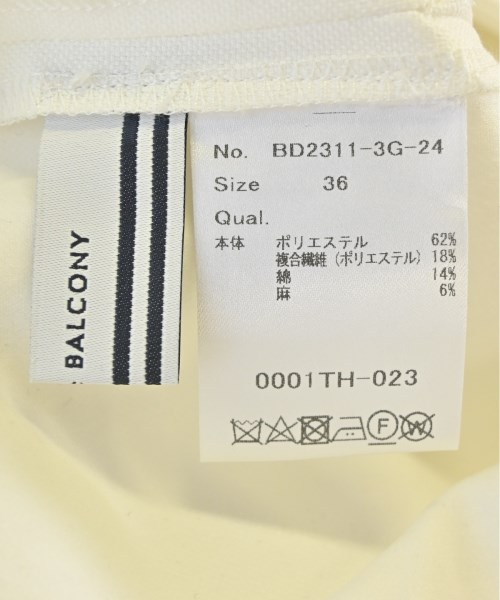 BALCONY
No. BD2311-3G-24
Size 36
Qual.
本体 ポリエステル 62%
複合繊維(ポリエステル) 18%
綿 14%
麻 6%
0001TH-023
F W